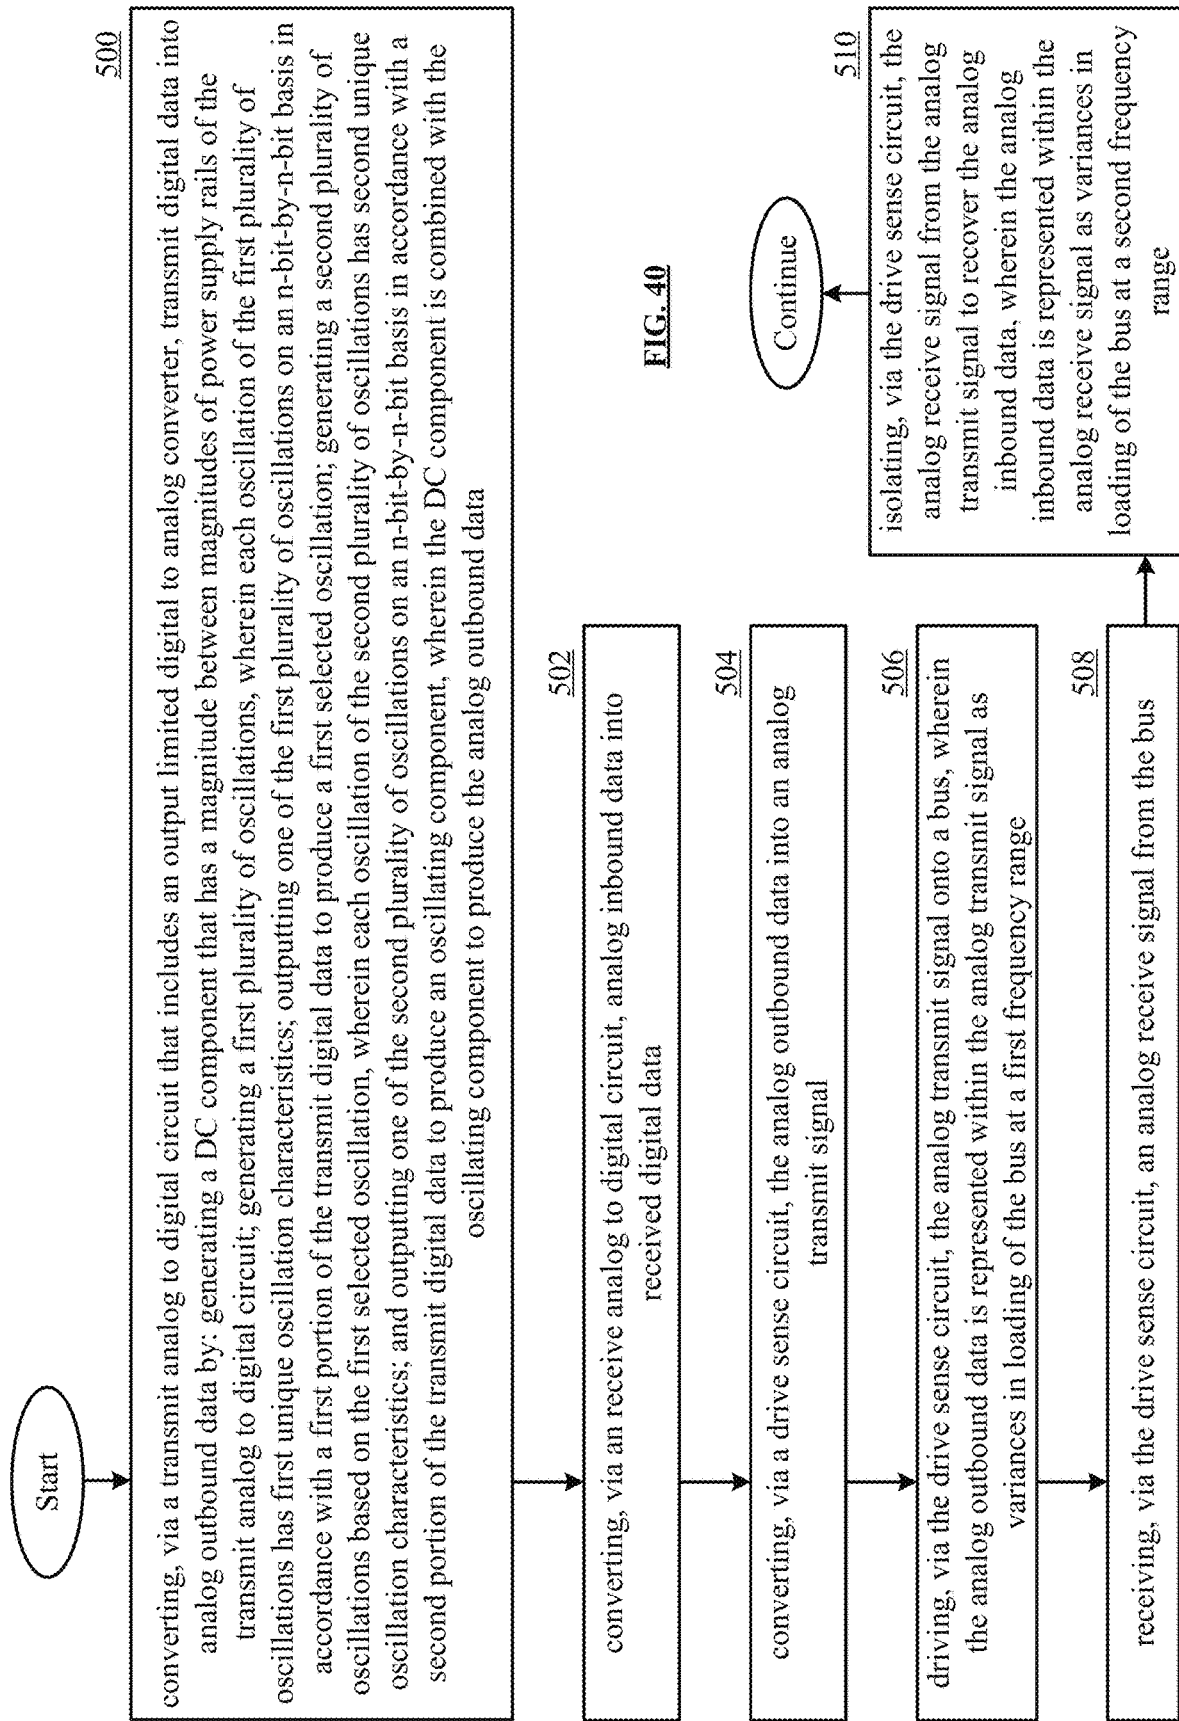 Start
500
converting, via a transmit analog to digital circuit that includes an output limited digital to analog converter, transmit digital data into
analog outbound data by: generating a DC component that has a magnitude between magnitudes of power supply rails of the
transmit analog to digital circuit; generating a first plurality of oscillations, wherein each oscillation of the first plurality of
oscillations has first unique oscillation characteristics; outputting one of the first plurality of oscillations on an n-bit-by-n-bit basis in
accordance with a first portion of the transmit digital data to produce a first selected oscillation; generating a second plurality of
oscillations based on the first selected oscillation, wherein each oscillation of the second plurality of oscillations has second unique
oscillation characteristics; and outputting one of the second plurality of oscillations on an n-bit-by-n-bit basis in accordance with a
second portion of the transmit digital data to produce an oscillating component, wherein the DC component is combined with the
oscillating component to produce the analog outbound data
502
converting, via an receive analog to digital circuit, analog inbound data into
received digital data
504
converting, via a drive sense circuit, the analog outbound data into an analog
transmit signal
506
driving, via the drive sense circuit, the analog transmit signal onto a bus, wherein
the analog outbound data is represented within the analog transmit signal as
variances in loading of the bus at a first frequency range
508
receiving, via the drive sense circuit, an analog receive signal from the bus
510
isolating, via the drive sense circuit, the
analog receive signal from the analog
transmit signal to recover the analog
inbound data, wherein the analog
inbound data is represented within the
analog receive signal as variances in
loading of the bus at a second frequency
range
Continue
FIG. 40